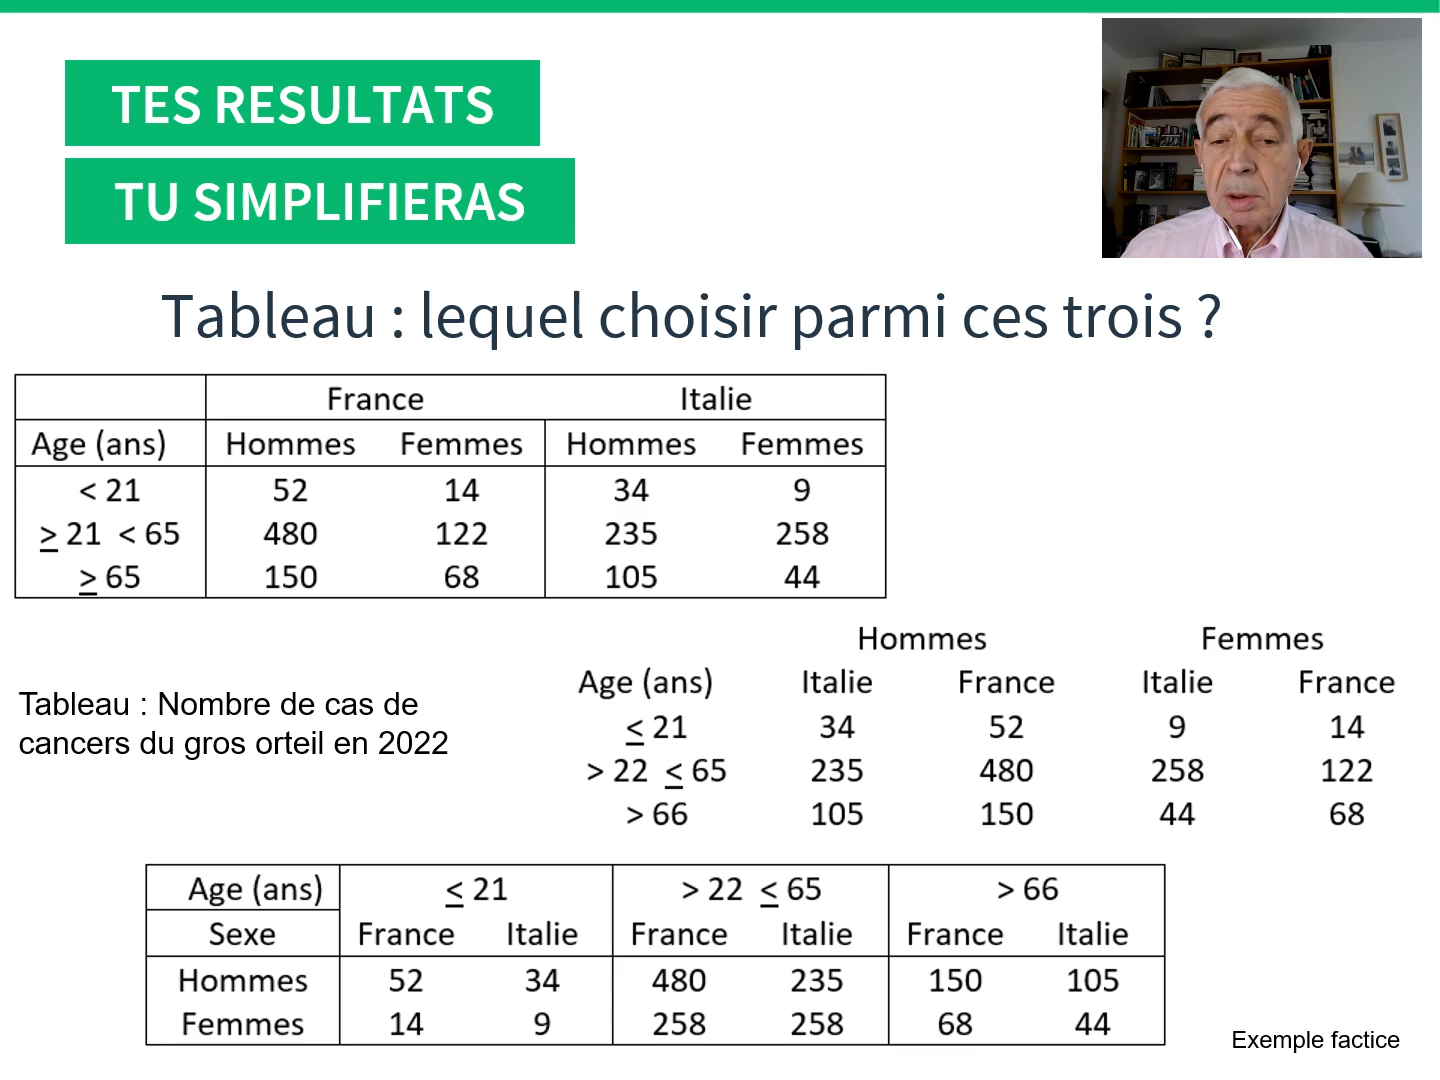 TES RESULTATS
TU SIMPLIFIERAS
Tableau : lequel choisir parmi ces trois ?
France Italie
Age (ans) Hommes Femmes Hommes Femmes
< 21 52 14 34 9
≥ 21 < 65 480 122 235 258
≥ 65 150 68 105 44
Hommes Femmes
Age (ans) Italie France Italie France
≤ 21 34 52 9 14
> 22 ≤ 65 235 480 258 122
> 66 105 150 44 68
Tableau : Nombre de cas de
cancers du gros orteil en 2022
Age (ans) ≤ 21 > 22 ≤ 65 > 66
Sexe France Italie France Italie France Italie
Hommes 52 34 480 235 150 105
Femmes 14 9 258 258 68 44
Exemple factice